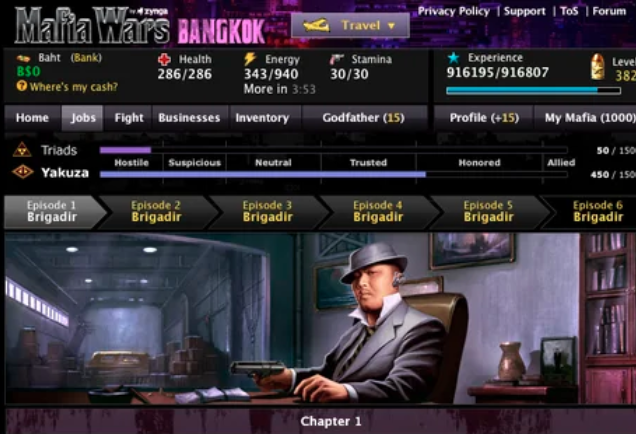 Mafia Wars by zynga BANGKOK
Travel
Privacy Policy | Support | ToS | Forum
Baht (Bank)
B$0
Where's my cash?
Health
286/286
Energy
343/940
More in 3:53
Stamina
30/30
Experience
916195/916807
Level
382
Home Jobs Fight Businesses Inventory Godfather (15) Profile (+15) My Mafia (1000)
Triads
50 / 150
Hostile Suspicious Neutral Trusted Honored Allied
Yakuza
450 / 150
Episode 1
Brigadir
Episode 2
Brigadir
Episode 3
Brigadir
Episode 4
Brigadir
Episode 5
Brigadir
Episode 6
Brigadir
Chapter 1